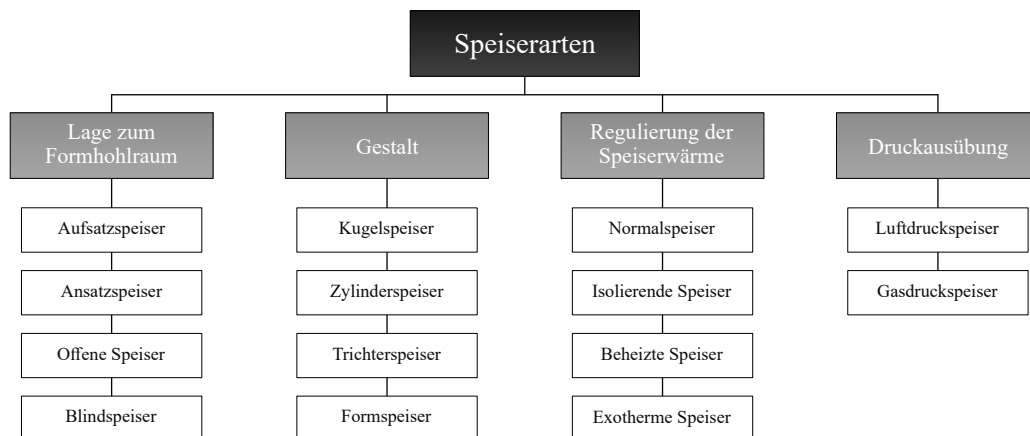 Speiserarten
Lage zum
Formhohlraum
Gestalt
Regulierung der
Speiserwärme
Druckausübung
Aufsatzspeiser
Ansatzspeiser
Offene Speiser
Blindspeiser
Kugelspeiser
Zylinderspeiser
Trichterspeiser
Formspeiser
Normalspeiser
Isolierende Speiser
Beheizte Speiser
Exotherme Speiser
Luftdruckspeiser
Gasdruckspeiser